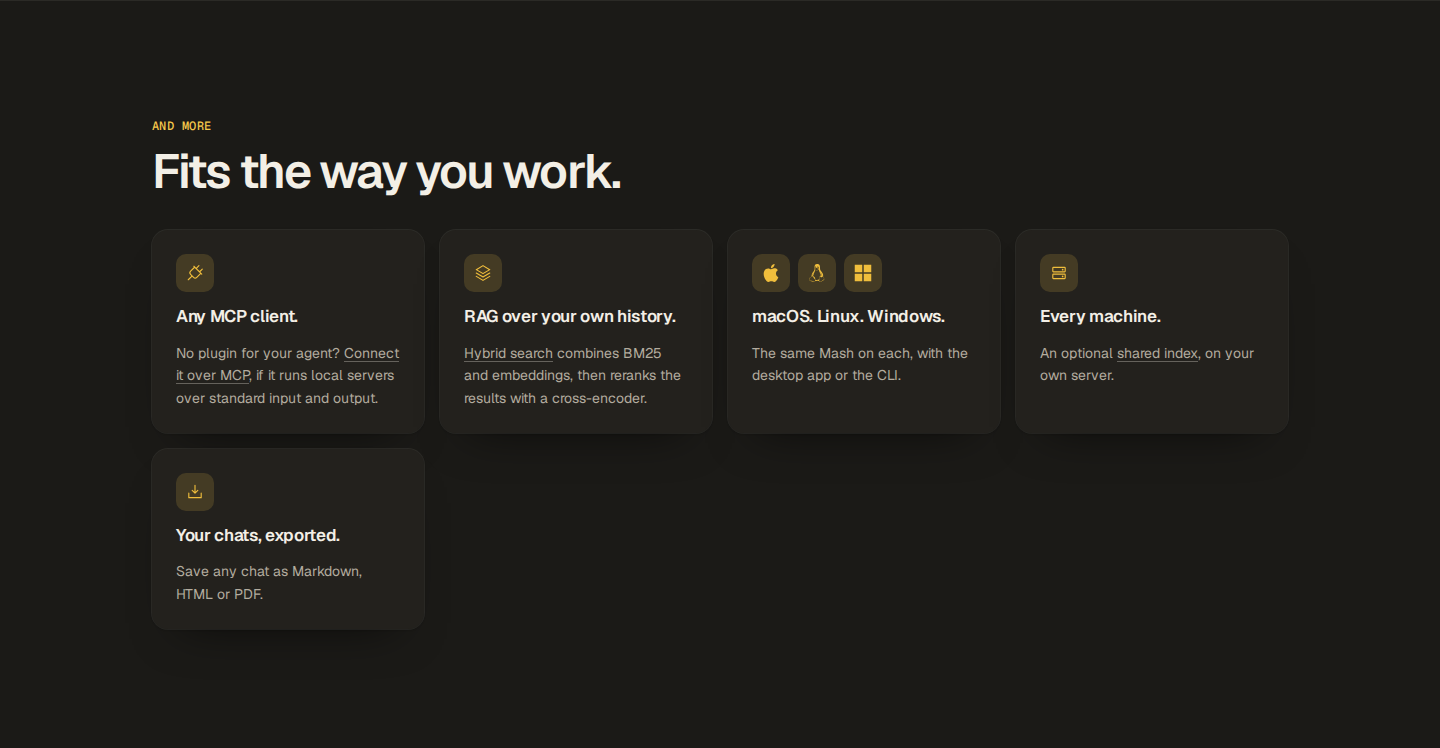 AND MORE
Fits the way you work.
Any MCP client.
No plugin for your agent? Connect
it over MCP, if it runs local servers
over standard input and output.
RAG over your own history.
Hybrid search combines BM25
and embeddings, then reranks the
results with a cross-encoder.
macOS. Linux. Windows.
The same Mash on each, with the
desktop app or the CLI.
Every machine.
An optional shared index, on your
own server.
Your chats, exported.
Save any chat as Markdown,
HTML or PDF.